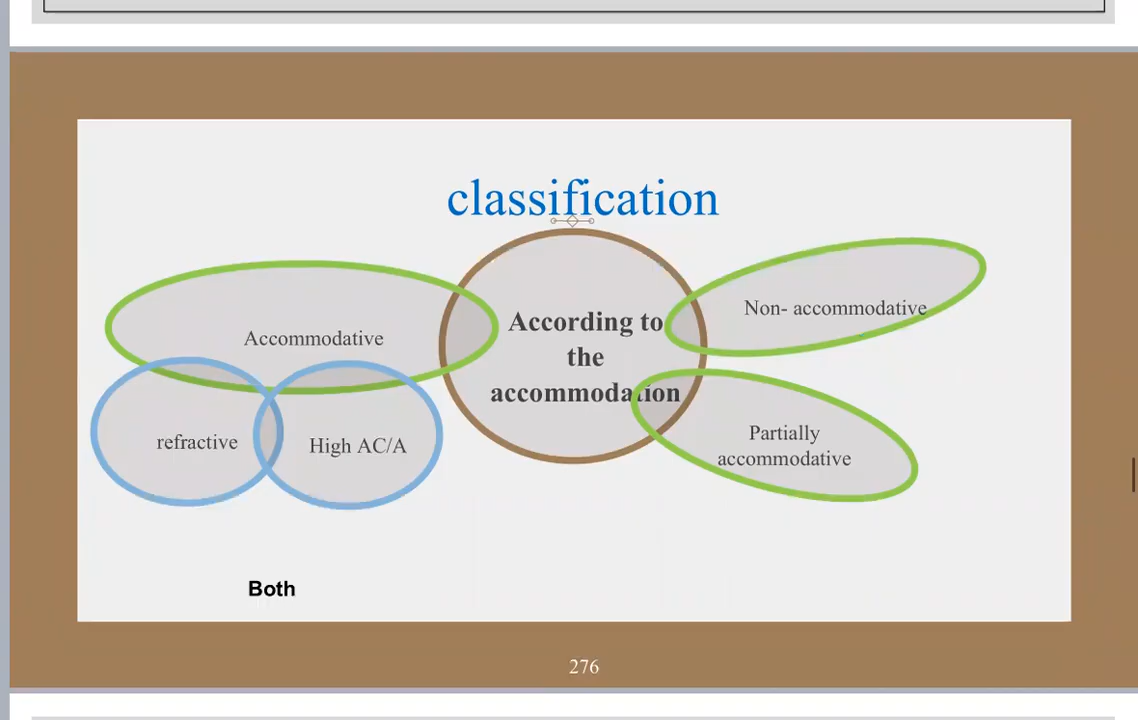 classification
According to
the
accommodation
Non- accommodative
Accommodative
Partially
accommodative
refractive
High AC/A
Both
276